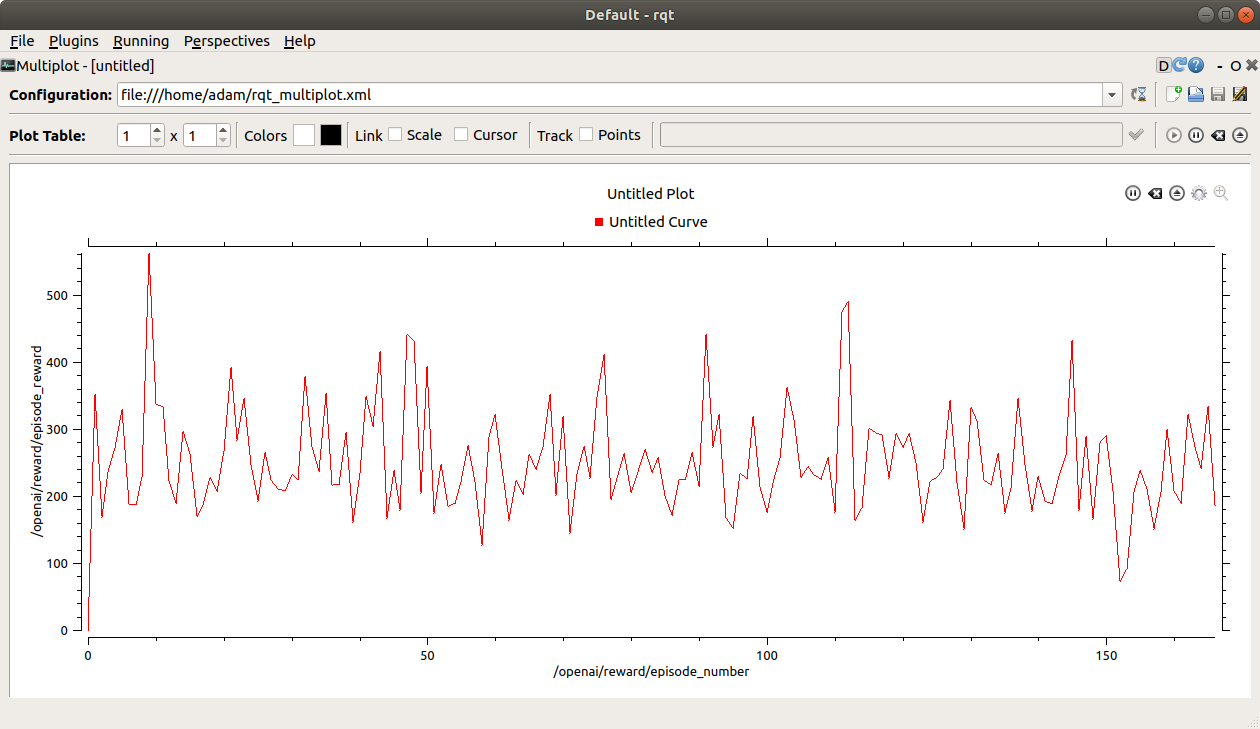 Default - rqt
File Plugins Running Perspectives Help
Multiplot - [untitled] D ? - O
Configuration: file:///home/adam/rqt_multiplot.xml
Plot Table: 1 x 1 Colors Link Scale Cursor Track Points
Untitled Plot
Untitled Curve
/openai/reward/episode_reward
500
400
300
200
100
0
0 50 100 150
/openai/reward/episode_number